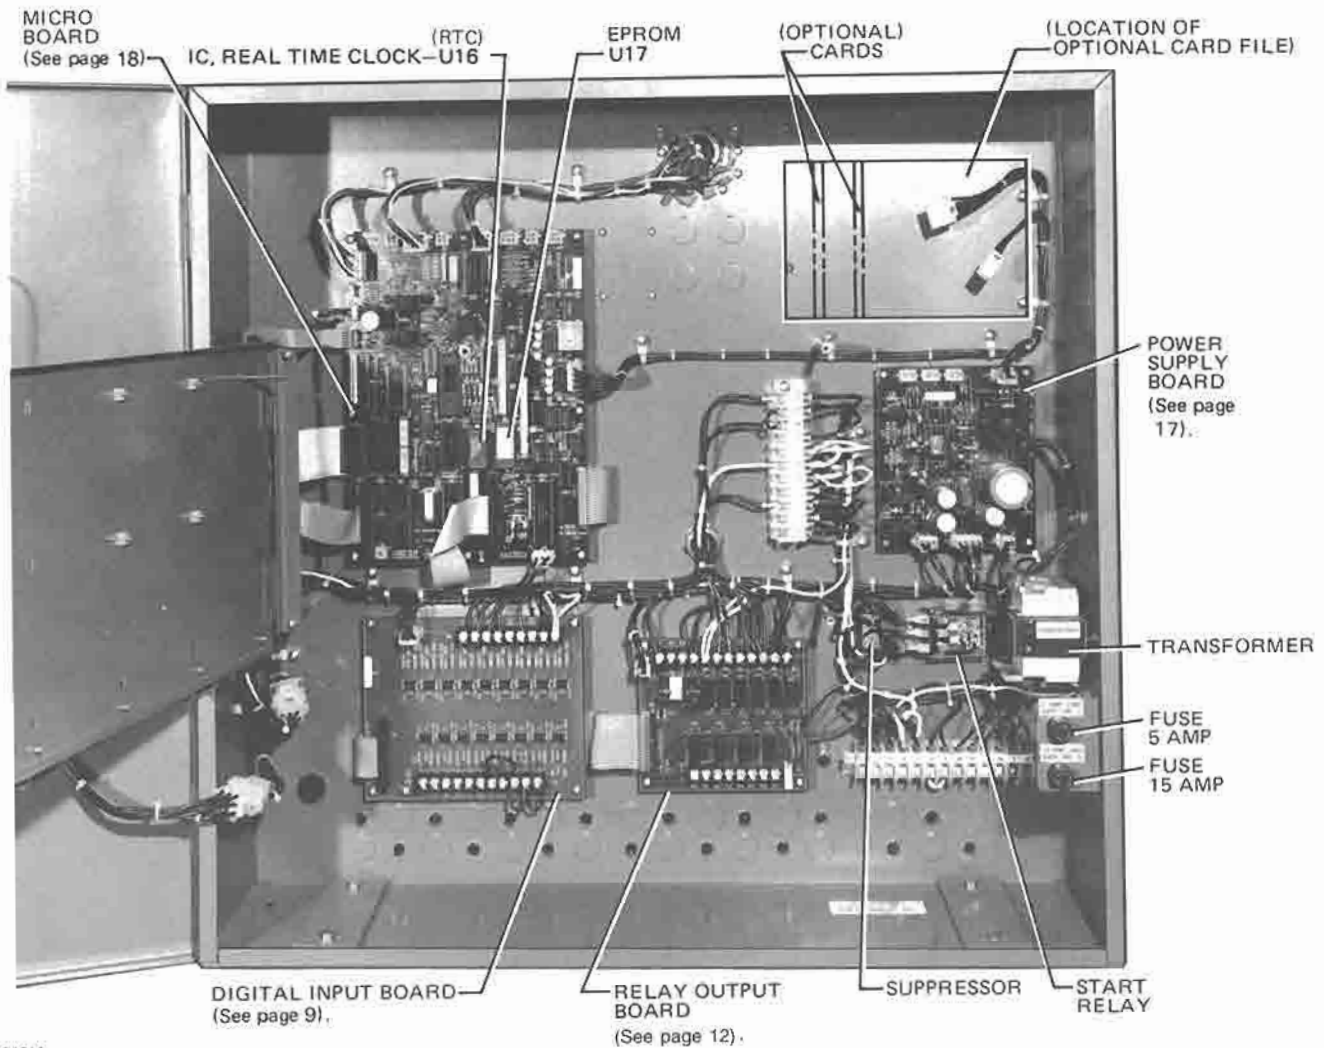 MICRO
BOARD
(See page 18)
IC, REAL TIME CLOCK–U16
(RTC)
EPROM
U17
(OPTIONAL)
CARDS
(LOCATION OF
OPTIONAL CARD FILE)
POWER
SUPPLY
BOARD
(See page
17).
TRANSFORMER
FUSE
5 AMP
FUSE
15 AMP
DIGITAL INPUT BOARD
(See page 9).
RELAY OUTPUT
BOARD
(See page 12).
SUPPRESSOR
START
RELAY